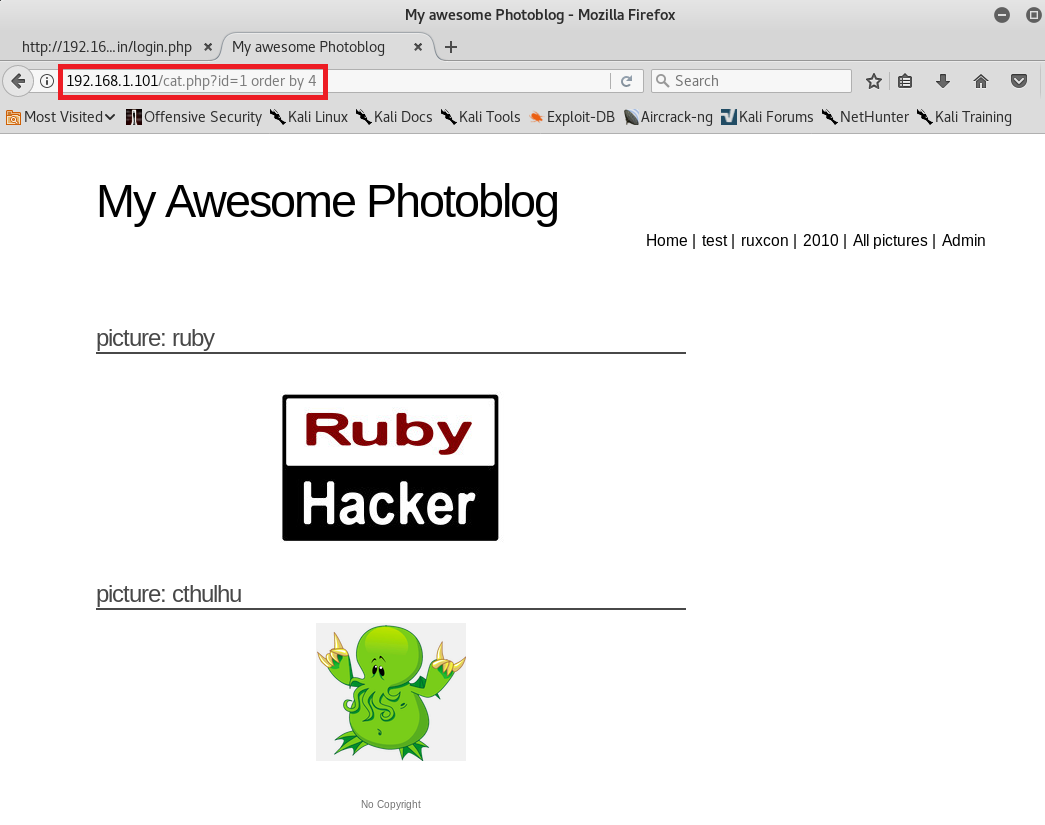 My awesome Photoblog - Mozilla Firefox
http://192.16...in/login.php × My awesome Photoblog × +
192.168.1.101/cat.php?id=1 order by 4 Search
Most Visited Offensive Security Kali Linux Kali Docs Kali Tools Exploit-DB Aircrack-ng Kali Forums NetHunter Kali Training
My Awesome Photoblog
Home | test | ruxcon | 2010 | All pictures | Admin
picture: ruby
Ruby
Hacker
picture: cthulhu
No Copyright